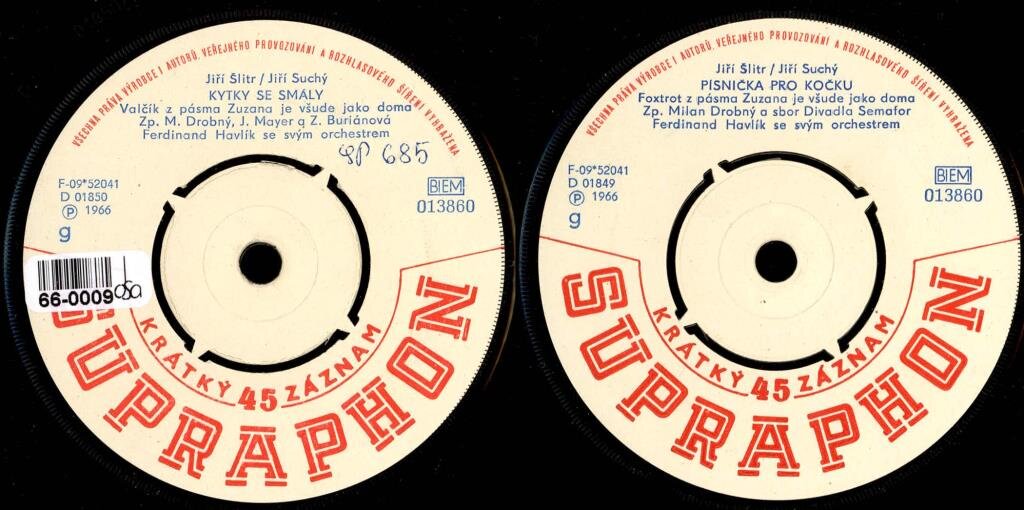 VŠECHNA PRÁVA VÝROBCE I AUTORŮ, VEŘEJNÉHO PROVOZOVÁNÍ A ROZHLASOVÉHO ŠÍŘENÍ VYHRAŽENA
Jiří Šlitr / Jiří Suchý
KYTKY SE SMÁLY
Valčík z pásma Zuzana je všude jako doma
Zp. M. Drobný, J. Mayer a Z. Buriánová
Ferdinand Havlík se svým orchestrem
SP 685
F-09*52041
D 01850
Ⓟ 1966
g
BIEM
013860
66-0009
KRÁTKÝ 45 ZÁZNAM
SUPRAPHON
VŠECHNA PRÁVA VÝROBCE I AUTORŮ, VEŘEJNÉHO PROVOZOVÁNÍ A ROZHLASOVÉHO ŠÍŘENÍ VYHRAŽENA
Jiří Šlitr / Jiří Suchý
PÍSNIČKA PRO KOČKU
Foxtrot z pásma Zuzana je všude jako doma
Zp. Milan Drobný a sbor Divadla Semafor
Ferdinand Havlík se svým orchestrem
F-09*52041
D 01849
Ⓟ 1966
g
BIEM
013860
KRÁTKÝ 45 ZÁZNAM
SUPRAPHON